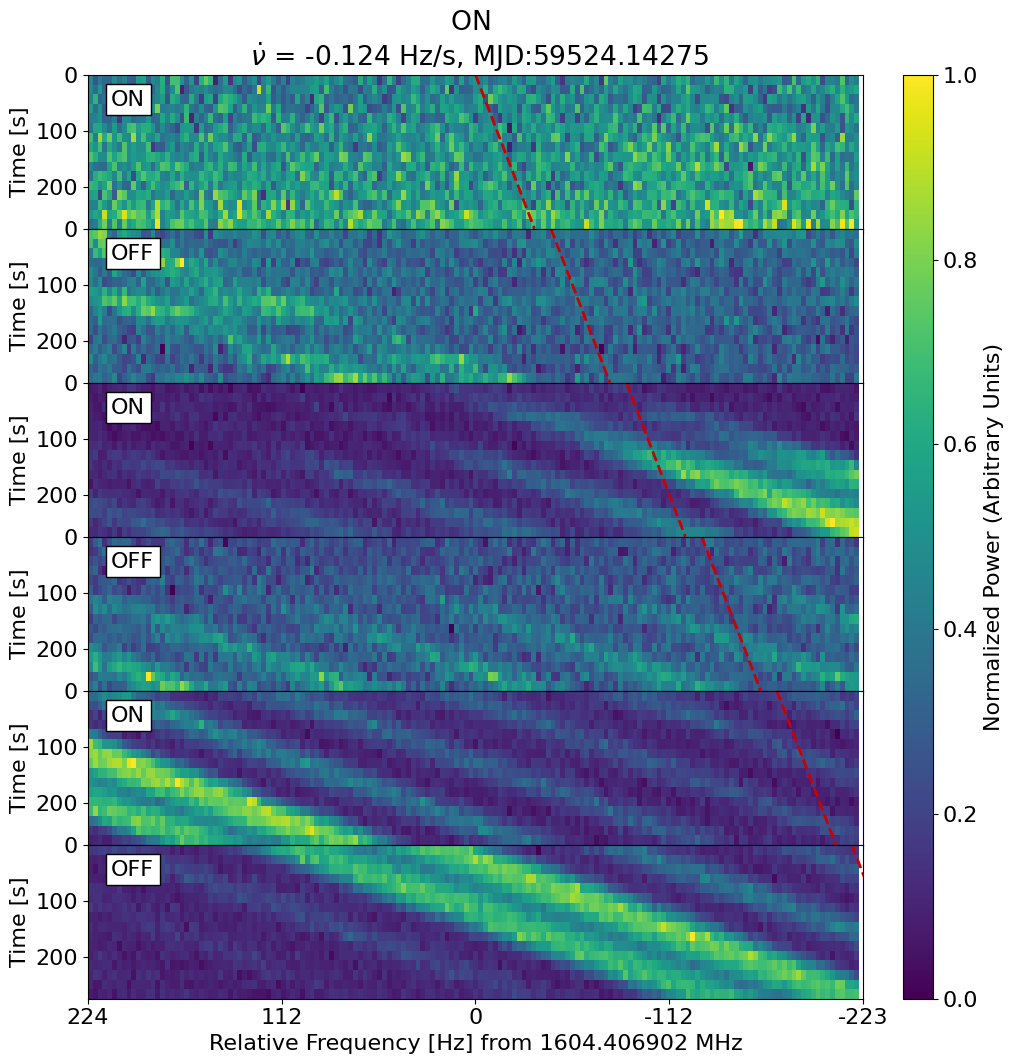 ON
ν̇ = -0.124 Hz/s, MJD:59524.14275
0
100
200
Time [s]
ON
0
100
200
Time [s]
OFF
0
100
200
Time [s]
ON
0
100
200
Time [s]
OFF
0
100
200
Time [s]
ON
0
100
200
Time [s]
OFF
224 112 0 -112 -223
Relative Frequency [Hz] from 1604.406902 MHz
1.0
0.8
0.6
0.4
0.2
0.0
Normalized Power (Arbitrary Units)